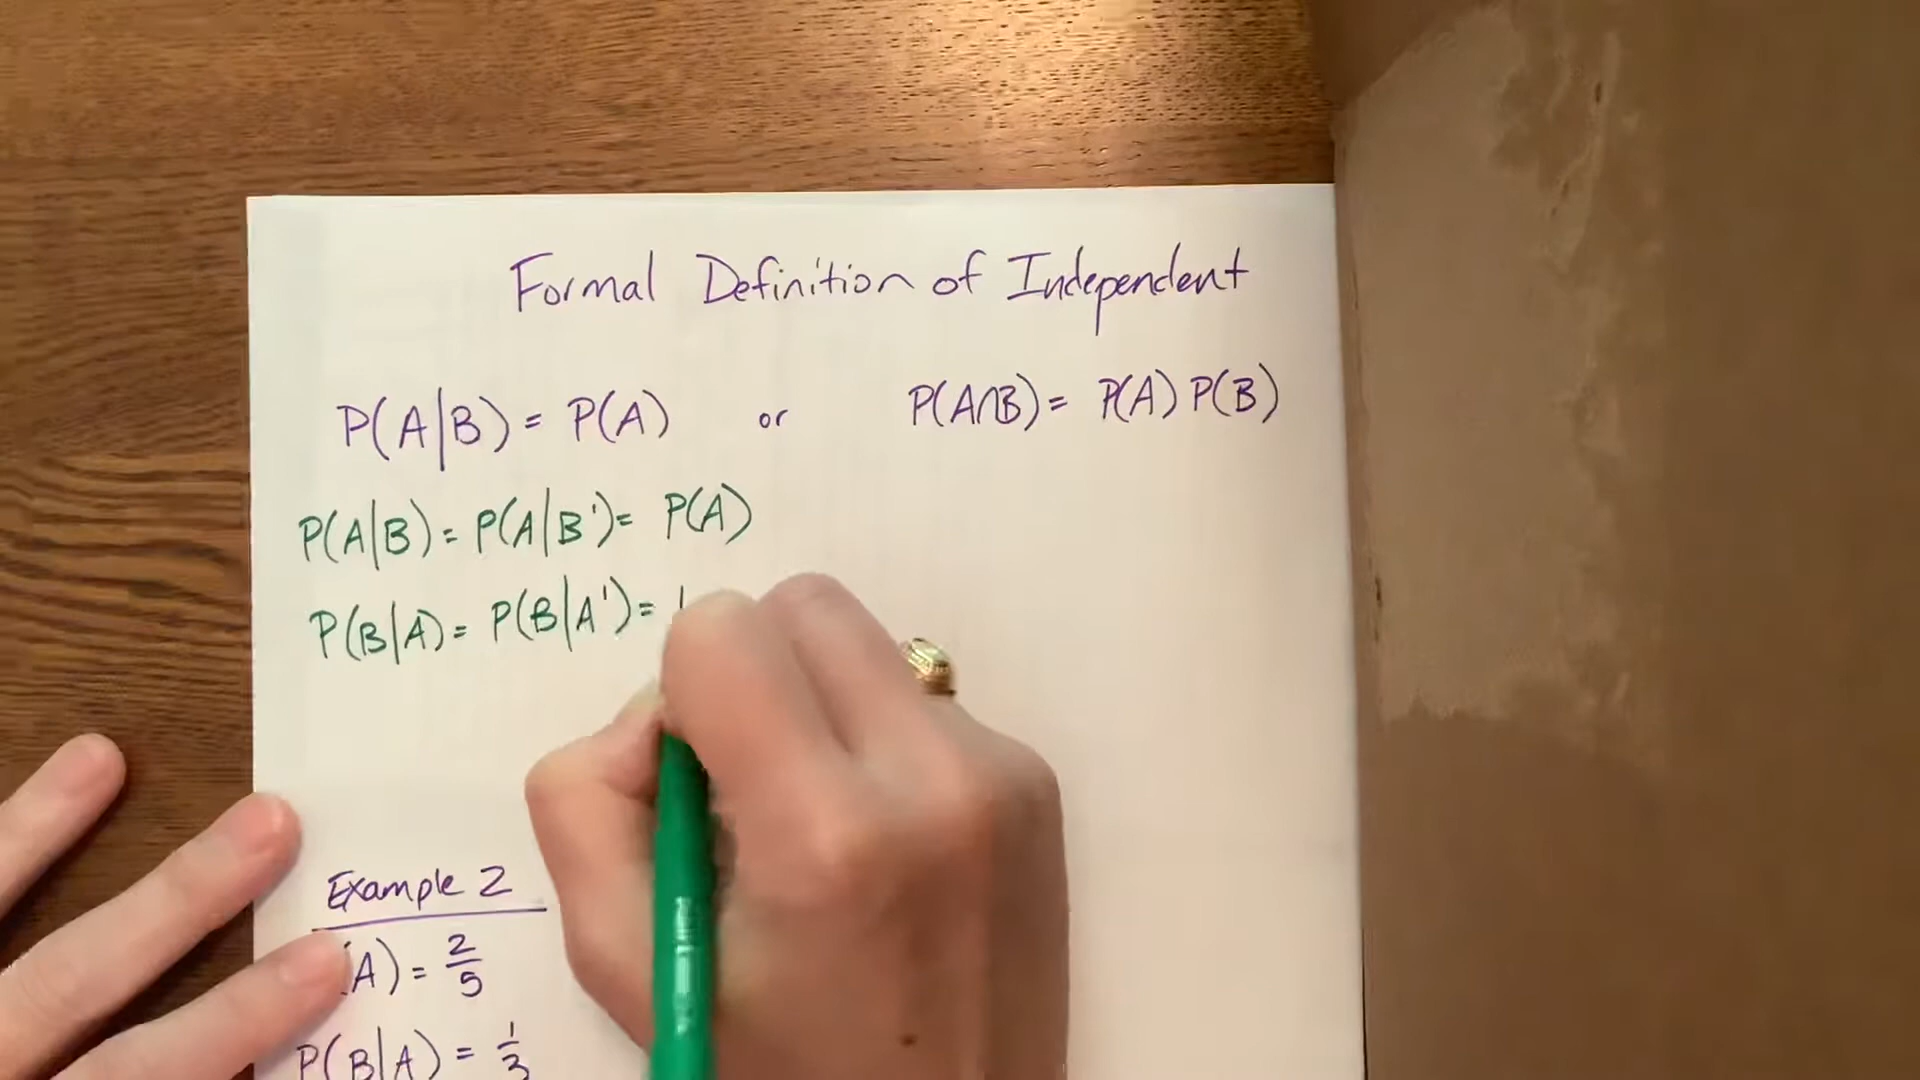 Formal Definition of Independent
P(A|B) = P(A) or P(A∩B) = P(A) P(B)
P(A|B) = P(A|B') = P(A)
P(B|A) = P(B|A') =
Example 2
(A) = 2/5
P(B|A) = 1/3